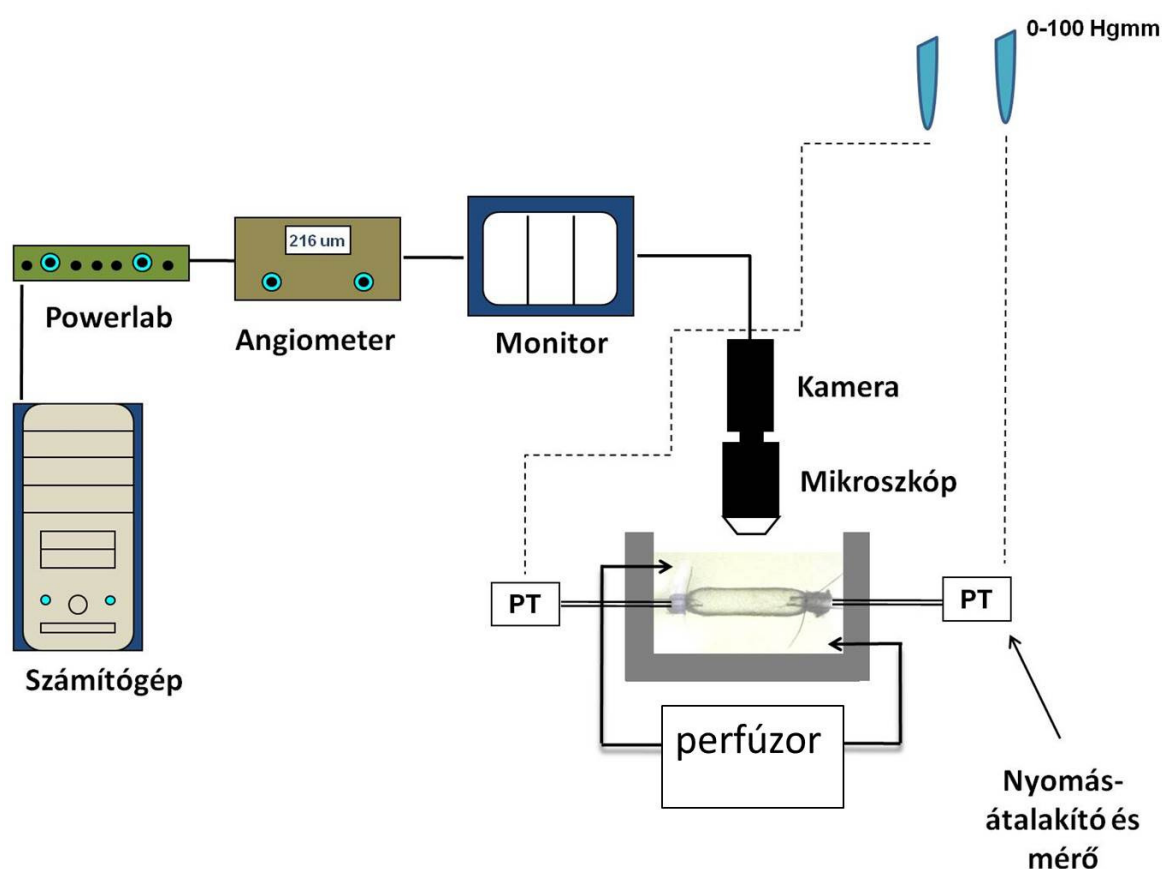 0-100 Hgmm
216 um
Powerlab
Angiometer
Monitor
Kamera
Mikroszkóp
Számítógép
PT
PT
perfúzor
Nyomás-
átalakító és
mérő